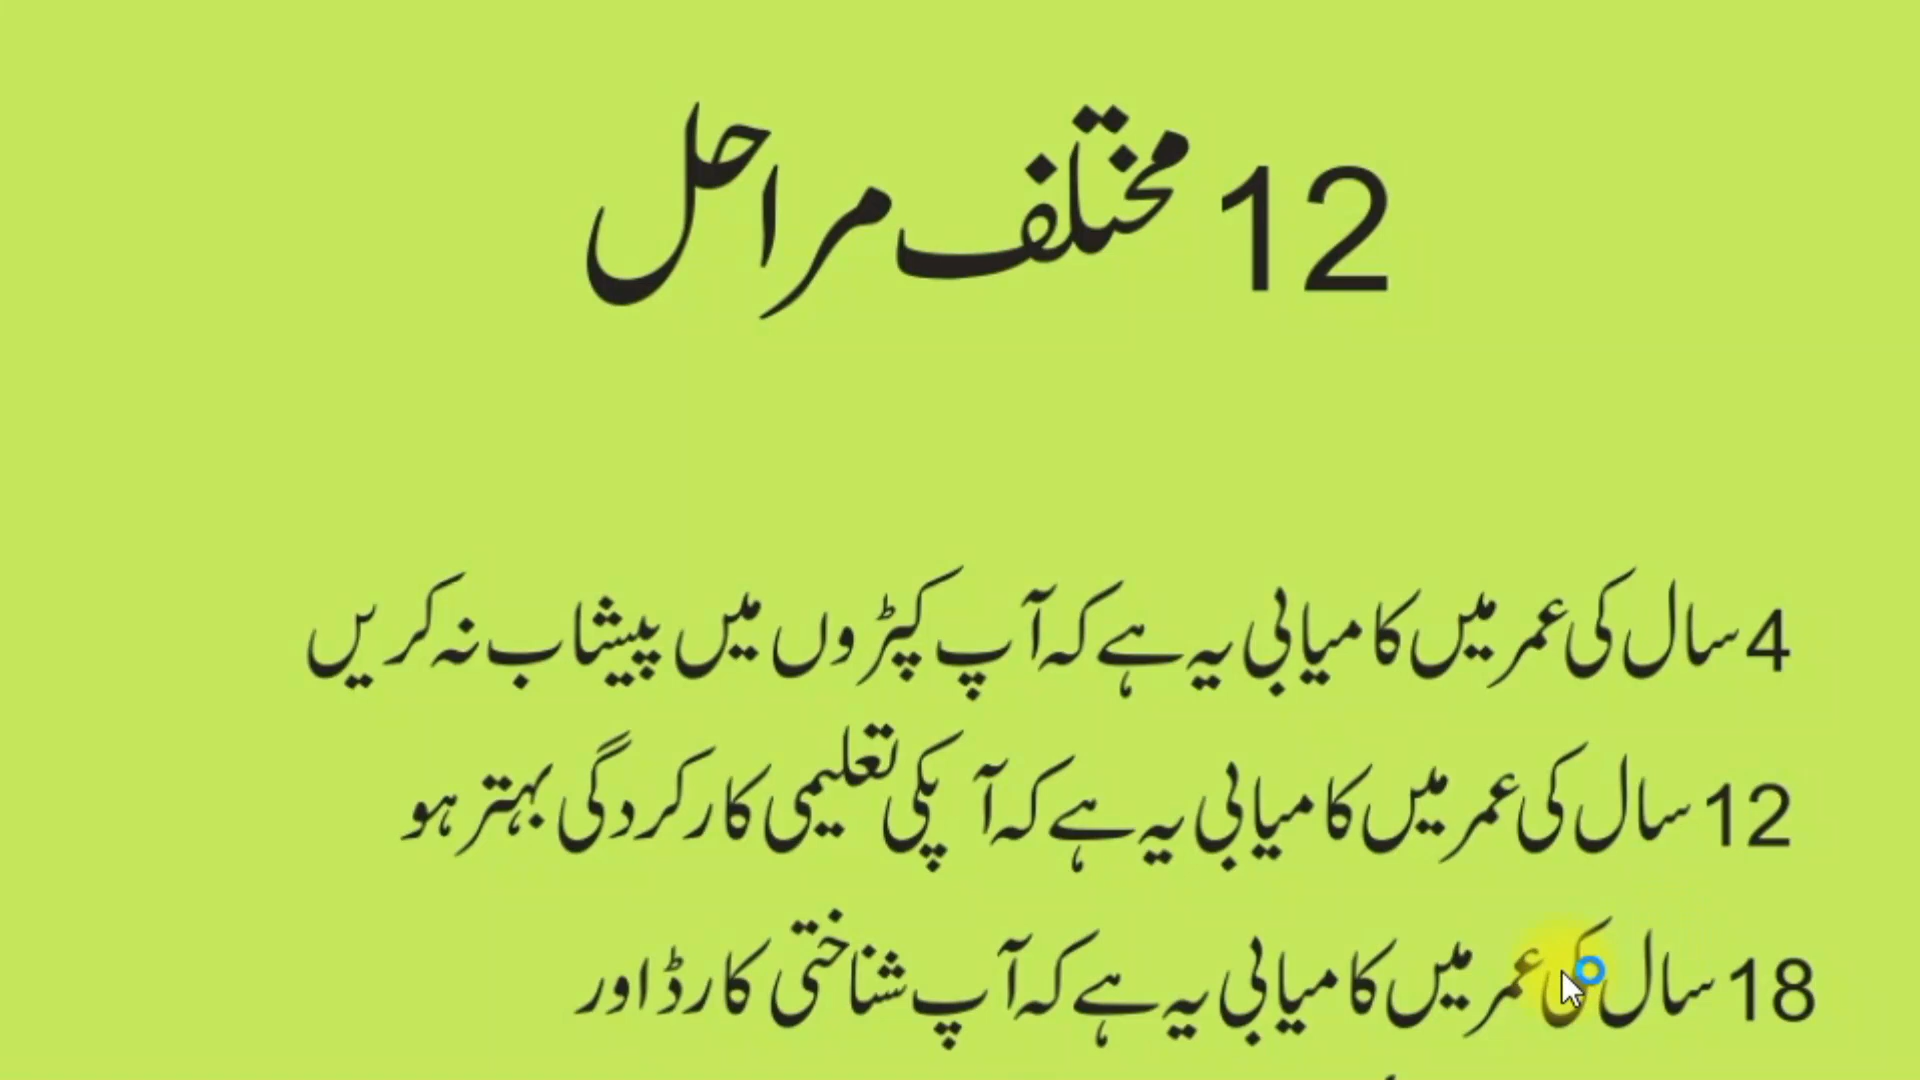 12 مختلف مراحل
4 سال کی عمر میں کامیابی یہ ہے کہ آپ کپڑوں میں پیشاب نہ کریں
12 سال کی عمر میں کامیابی یہ ہے کہ آ پکی تعلیمی کارکردگی بہتر ہو
18 سال کی عمر میں کامیابی یہ ہے کہ آپ شناختی کارڈ اور